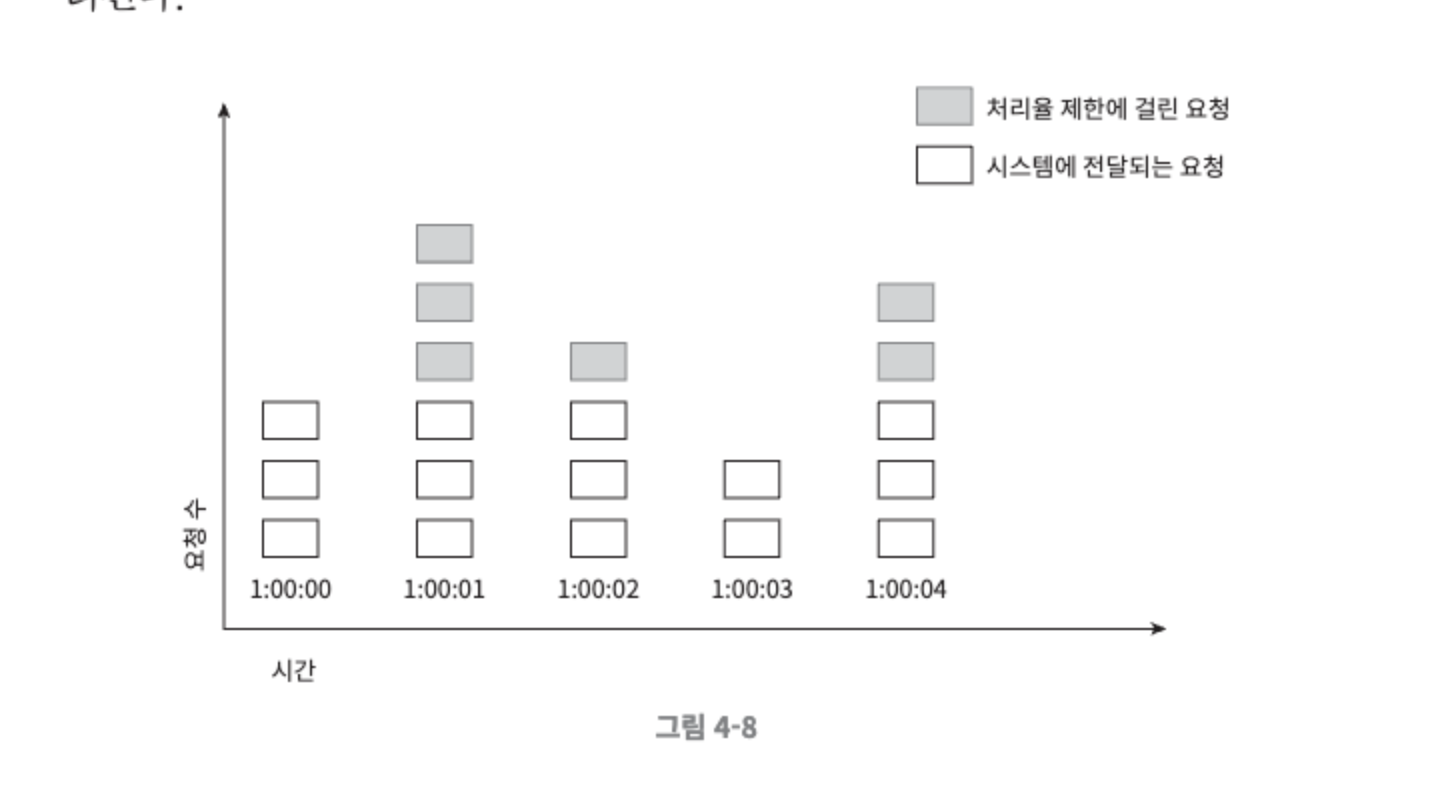 처리율 제한에 걸린 요청
시스템에 전달되는 요청
요청 수
1:00:00 1:00:01 1:00:02 1:00:03 1:00:04
시간
그림 4-8